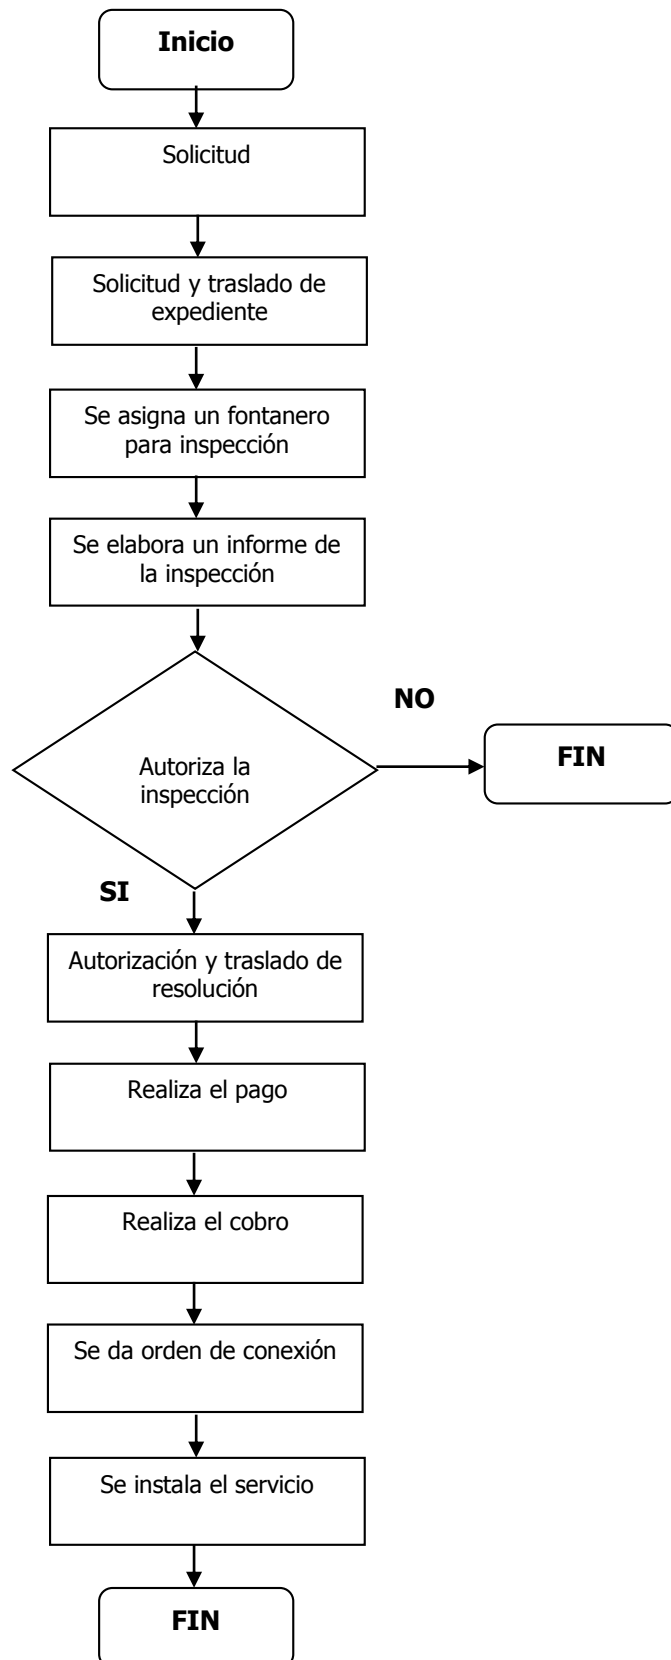 Inicio
Solicitud
Solicitud y traslado de
expediente
Se asigna un fontanero
para inspección
Se elabora un informe de
la inspección
NO
Autoriza la
inspección
FIN
SI
Autorización y traslado de
resolución
Realiza el pago
Realiza el cobro
Se da orden de conexión
Se instala el servicio
FIN